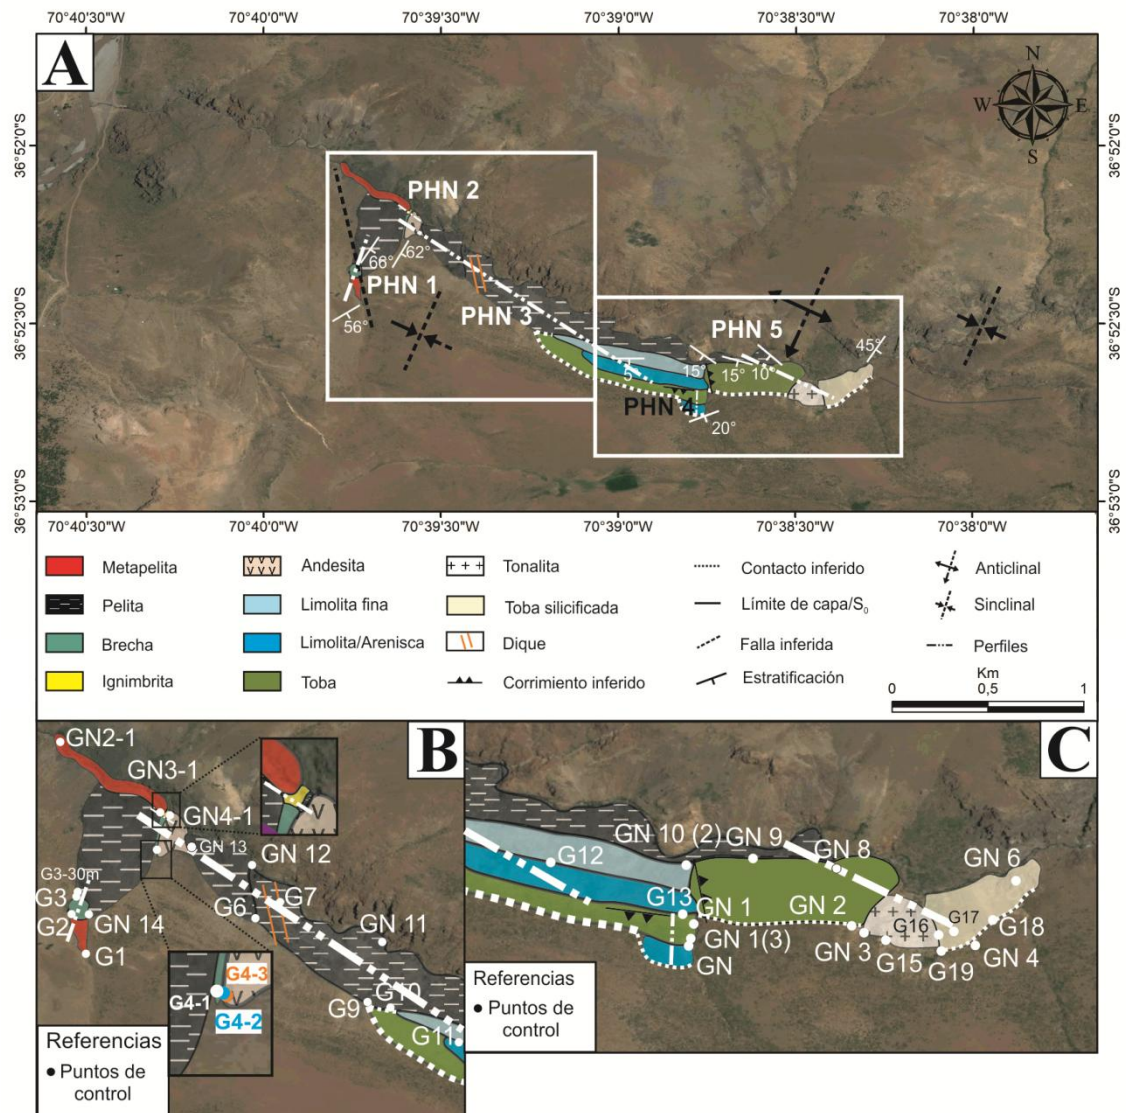 70°40'30"W 70°40'0"W 70°39'30"W 70°39'0"W 70°38'30"W 70°38'0"W
A
N
W E
S
36°52'0"S 36°52'0"S
PHN 2
66° 62°
PHN 1
56°
PHN 3
36°52'30"S 36°52'30"S
PHN 5
45°
5° 15° 15° 10°
PHN 4
20°
36°53'0"S 36°53'0"S
70°40'30"W 70°40'0"W 70°39'30"W 70°39'0"W 70°38'30"W 70°38'0"W
Metapelita
Pelita
Brecha
Ignimbrita
Andesita
Limolita fina
Limolita/Arenisca
Toba
Tonalita
Toba silicificada
Dique
Corrimiento inferido
Contacto inferido
Límite de capa/S₀
Falla inferida
Estratificación
Anticlinal
Sinclinal
Perfiles
Km
0 0,5 1
B
GN2-1
GN3-1
GN4-1
GN 13
GN 12
G3-30m
G3
G2
GN 14
G1
G7
G6
GN 11
G4-3
G4-1
G4-2
G9
G10
G11
Referencias
Puntos de
control
C
GN 10 (2)
GN 9
GN 8
GN 6
G12
G13
GN 1
GN 2
GN 1(3)
GN
GN 3
G16
G17
G18
G15
G19
GN 4
Referencias
Puntos de
control